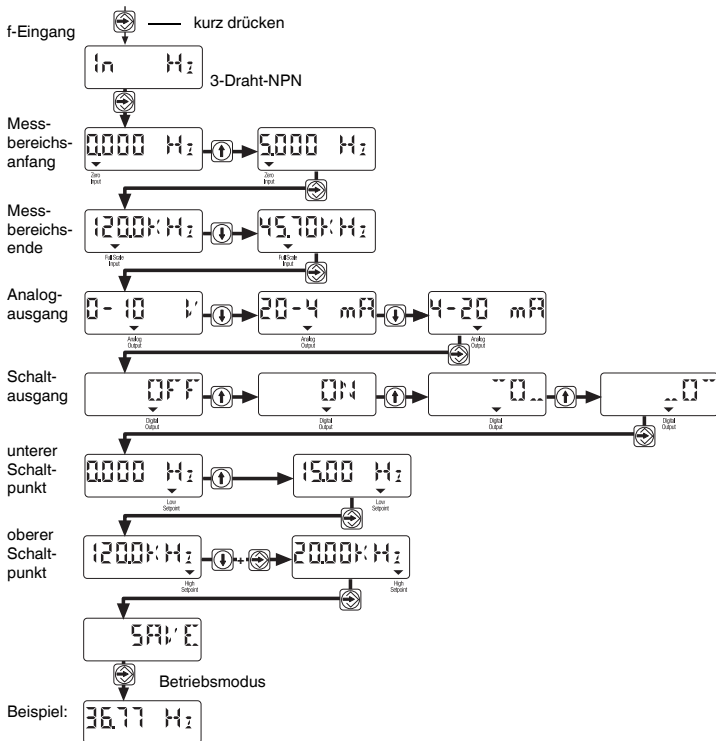 f-Eingang
kurz drücken
In Hz
3-Draht-NPN
Mess-
bereichs-
anfang
0.000 Hz
5.000 Hz
Zero
Input
Zero
Input
Mess-
bereichs-
ende
120.0kHz
45.70kHz
Full Scale
Input
Full Scale
Input
Analog-
ausgang
0-10 V
20-4 mA
4-20 mA
Analog
Output
Analog
Output
Analog
Output
Schalt-
ausgang
OFF
ON
‾0_
_0‾
Digital
Output
Digital
Output
Digital
Output
Digital
Output
unterer
Schalt-
punkt
0.000 Hz
15.00 Hz
Low
Setpoint
Low
Setpoint
oberer
Schalt-
punkt
120.0kHz
+
20.00kHz
High
Setpoint
High
Setpoint
SAVE
Betriebsmodus
Beispiel:
36.77 Hz